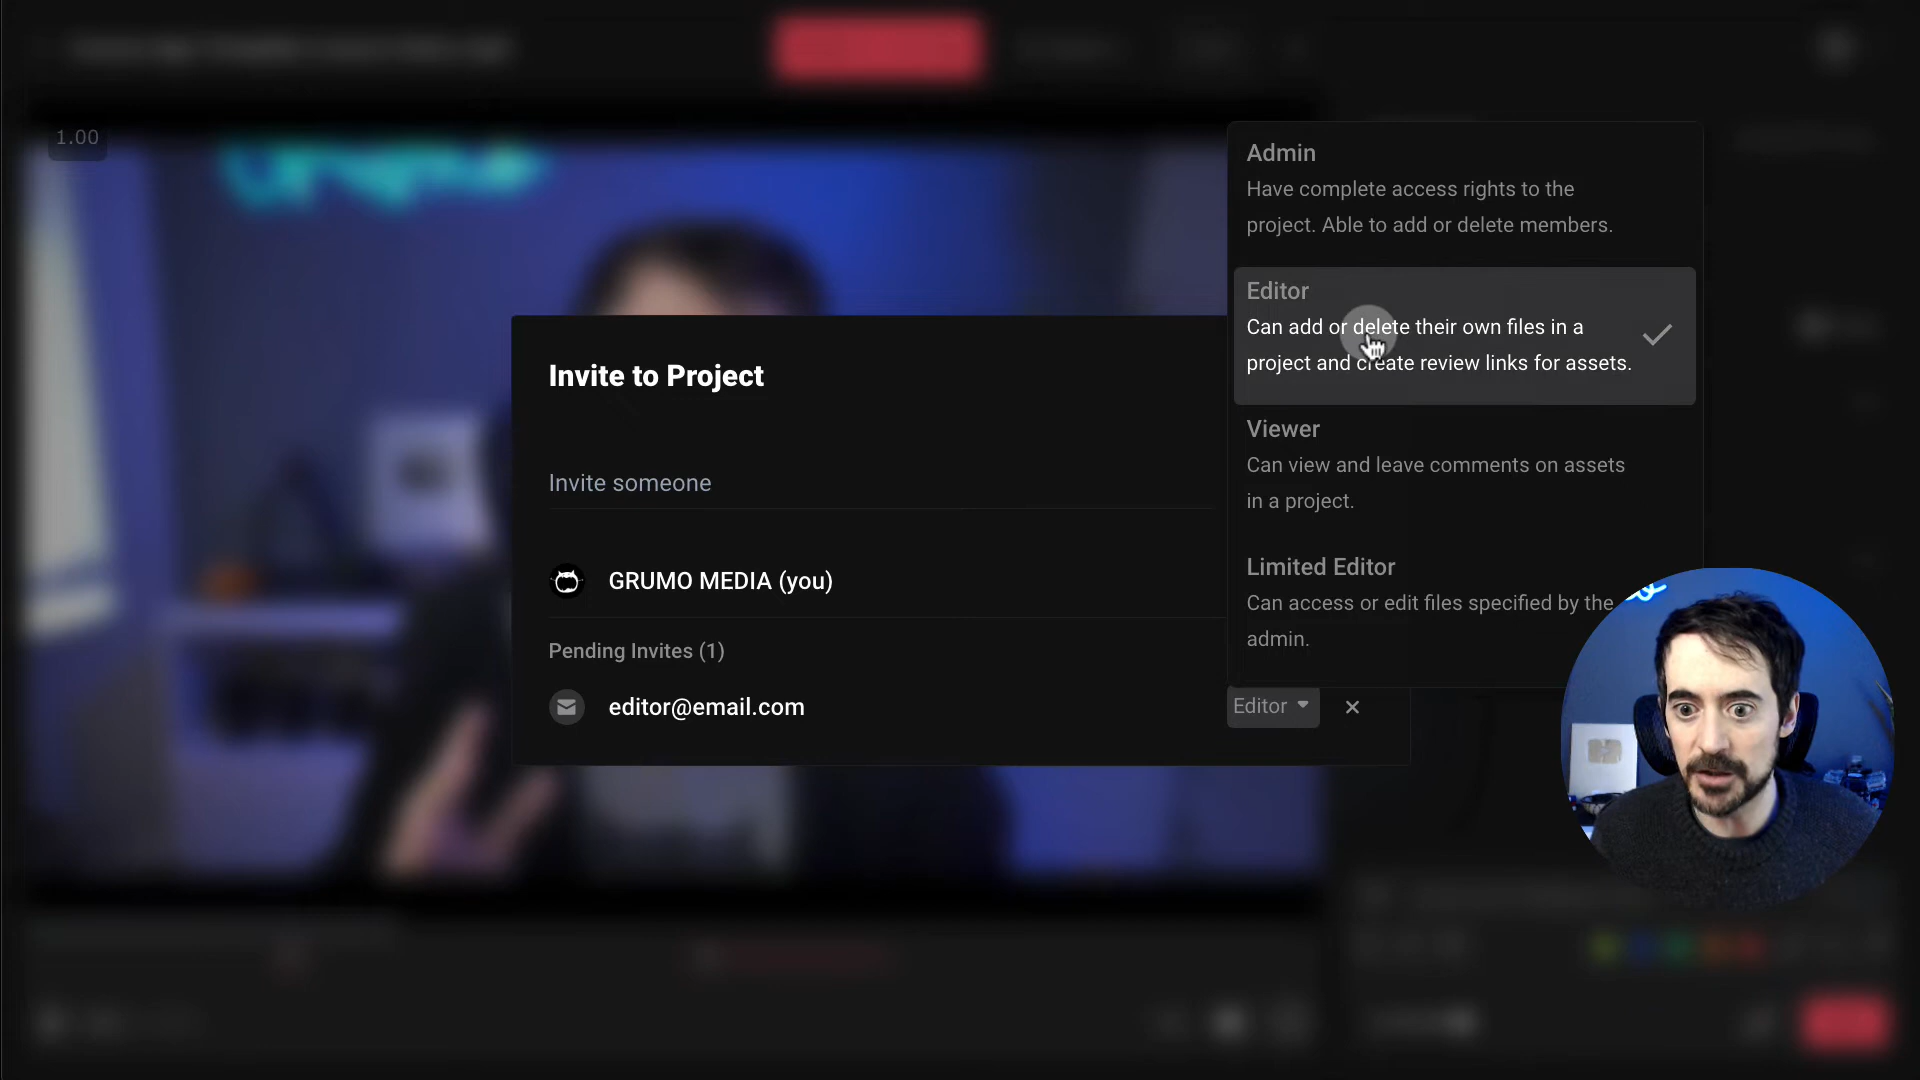 1.00
Admin
Have complete access rights to the
project. Able to add or delete members.
Editor
Can add or delete their own files in a
project and create review links for assets.
Viewer
Can view and leave comments on assets
in a project.
Limited Editor
Can access or edit files specified by the
admin.
Invite to Project
Invite someone
GRUMO MEDIA (you)
Pending Invites (1)
editor@email.com
Editor